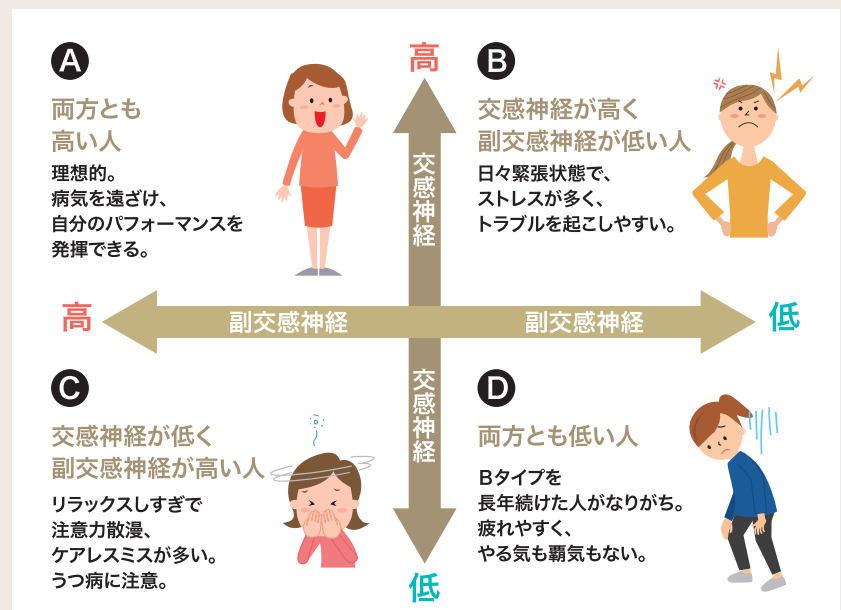 A
両方とも
高い人
理想的。
病気を遠ざけ、
自分のパフォーマンスを
発揮できる。
高
交感神経
B
交感神経が高く
副交感神経が低い人
日々緊張状態で、
ストレスが多く、
トラブルを起こしやすい。
高
副交感神経
副交感神経
低
C
交感神経が低く
副交感神経が高い人
リラックスしすぎで
注意力散漫、
ケアレスミスが多い。
うつ病に注意。
交感神経
低
D
両方とも低い人
Bタイプを
長年続けた人がなりがち。
疲れやすく、
やる気も覇気もない。